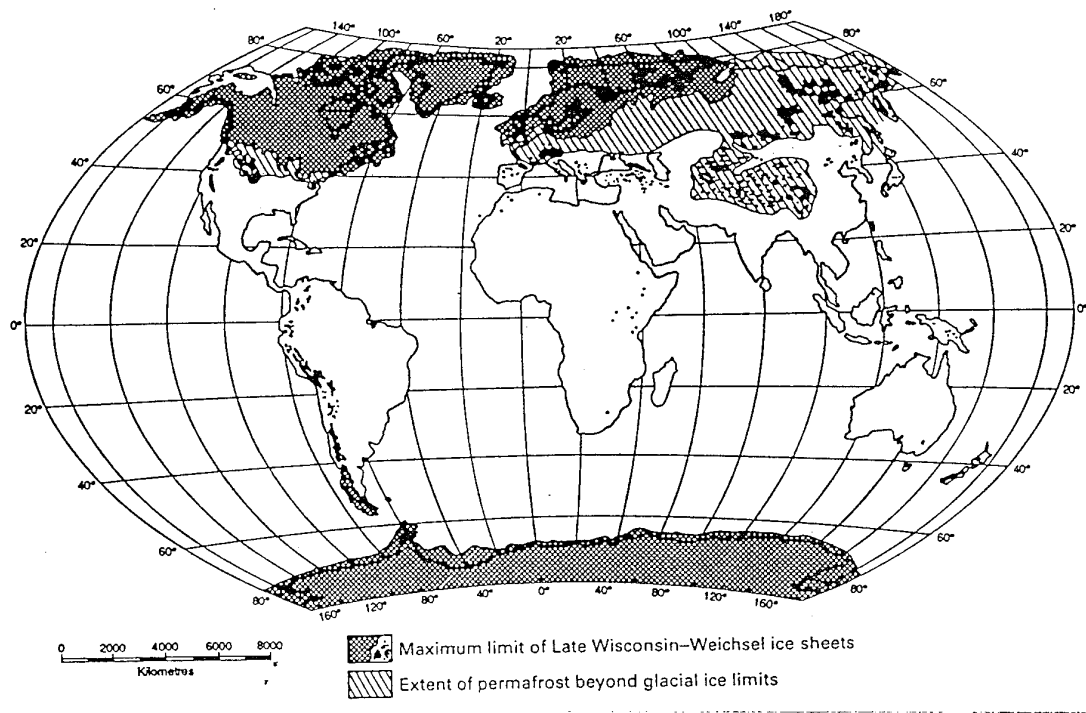 140° 100° 60° 20° 20° 60° 100° 140° 180°
80° 80°
60° 60°
40° 40°
20° 20°
0° 0°
20° 20°
40° 40°
60° 60°
80° 80°
160° 120° 80° 40° 0° 40° 80° 120° 160°
0 2000 4000 6000 8000
Kilometres
Maximum limit of Late Wisconsin–Weichsel ice sheets
Extent of permafrost beyond glacial ice limits